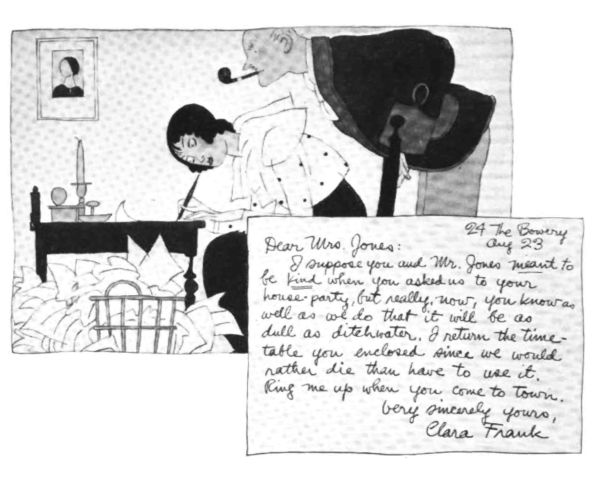 24 The Bowery
Aug 23
Dear Mrs. Jones:
I suppose you and Mr. Jones meant to
be kind when you asked us to your
house-party, but really, now, you know as
well as we do that it will be as
dull as ditchwater. I return the time-
table you enclosed since we would
rather die than have to use it.
Ring me up when you come to town.
Very sincerely yours,
Clara Frank